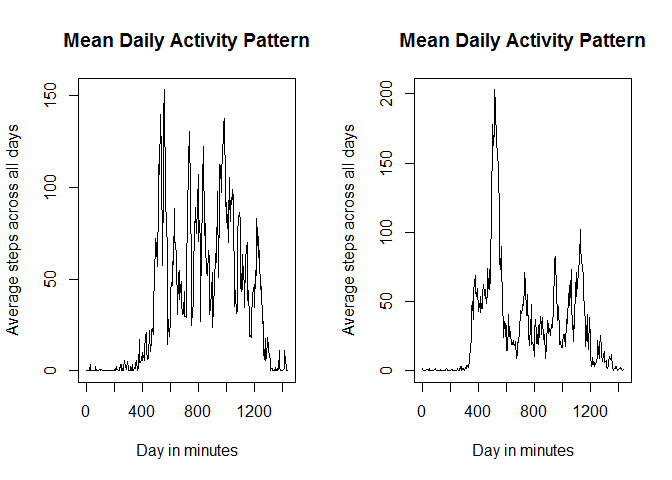 Mean Daily Activity Pattern
Average steps across all days
150
100
50
0
0 400 800 1200
Day in minutes
Mean Daily Activity Pattern
Average steps across all days
200
150
100
50
0
0 400 800 1200
Day in minutes